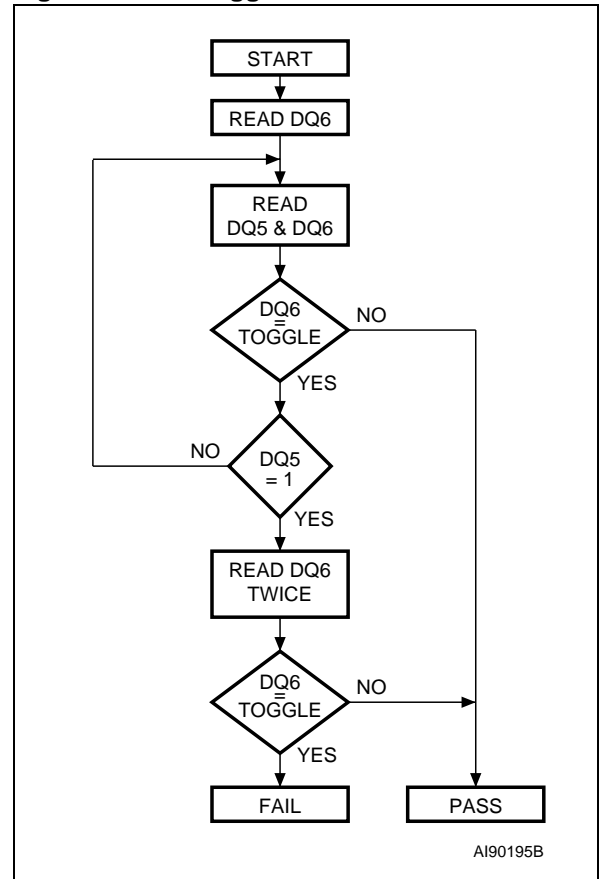 START
READ DQ6
READ
DQ5 & DQ6
DQ6
=
TOGGLE
NO
YES
NO
DQ5
= 1
YES
READ DQ6
TWICE
DQ6
=
TOGGLE
NO
YES
FAIL
PASS
AI90195B